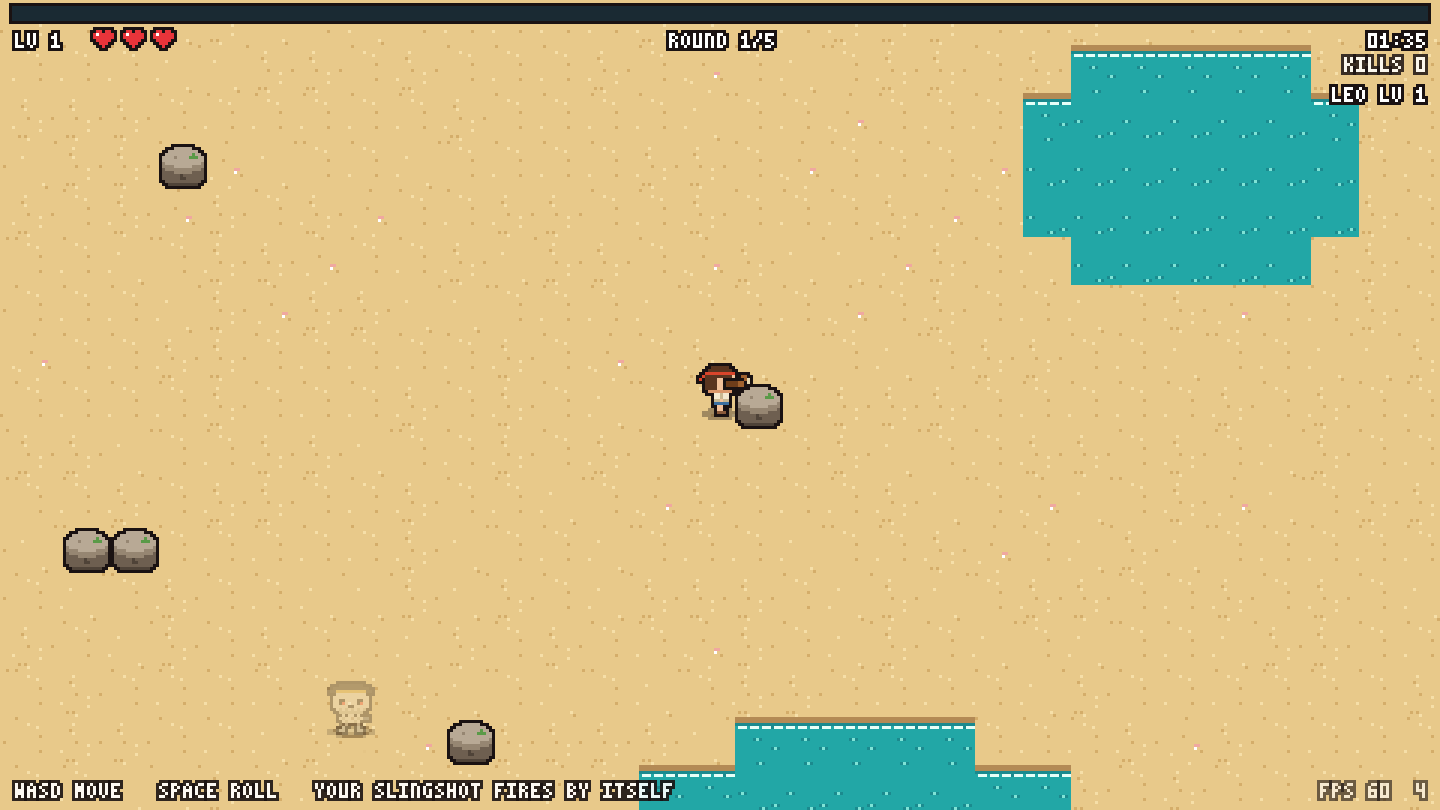 LV 1
ROUND 1/5
01:35
KILLS 0
LEO LV 1
WASD MOVE SPACE ROLL YOUR SLINGSHOT FIRES BY ITSELF
FPS 60 4